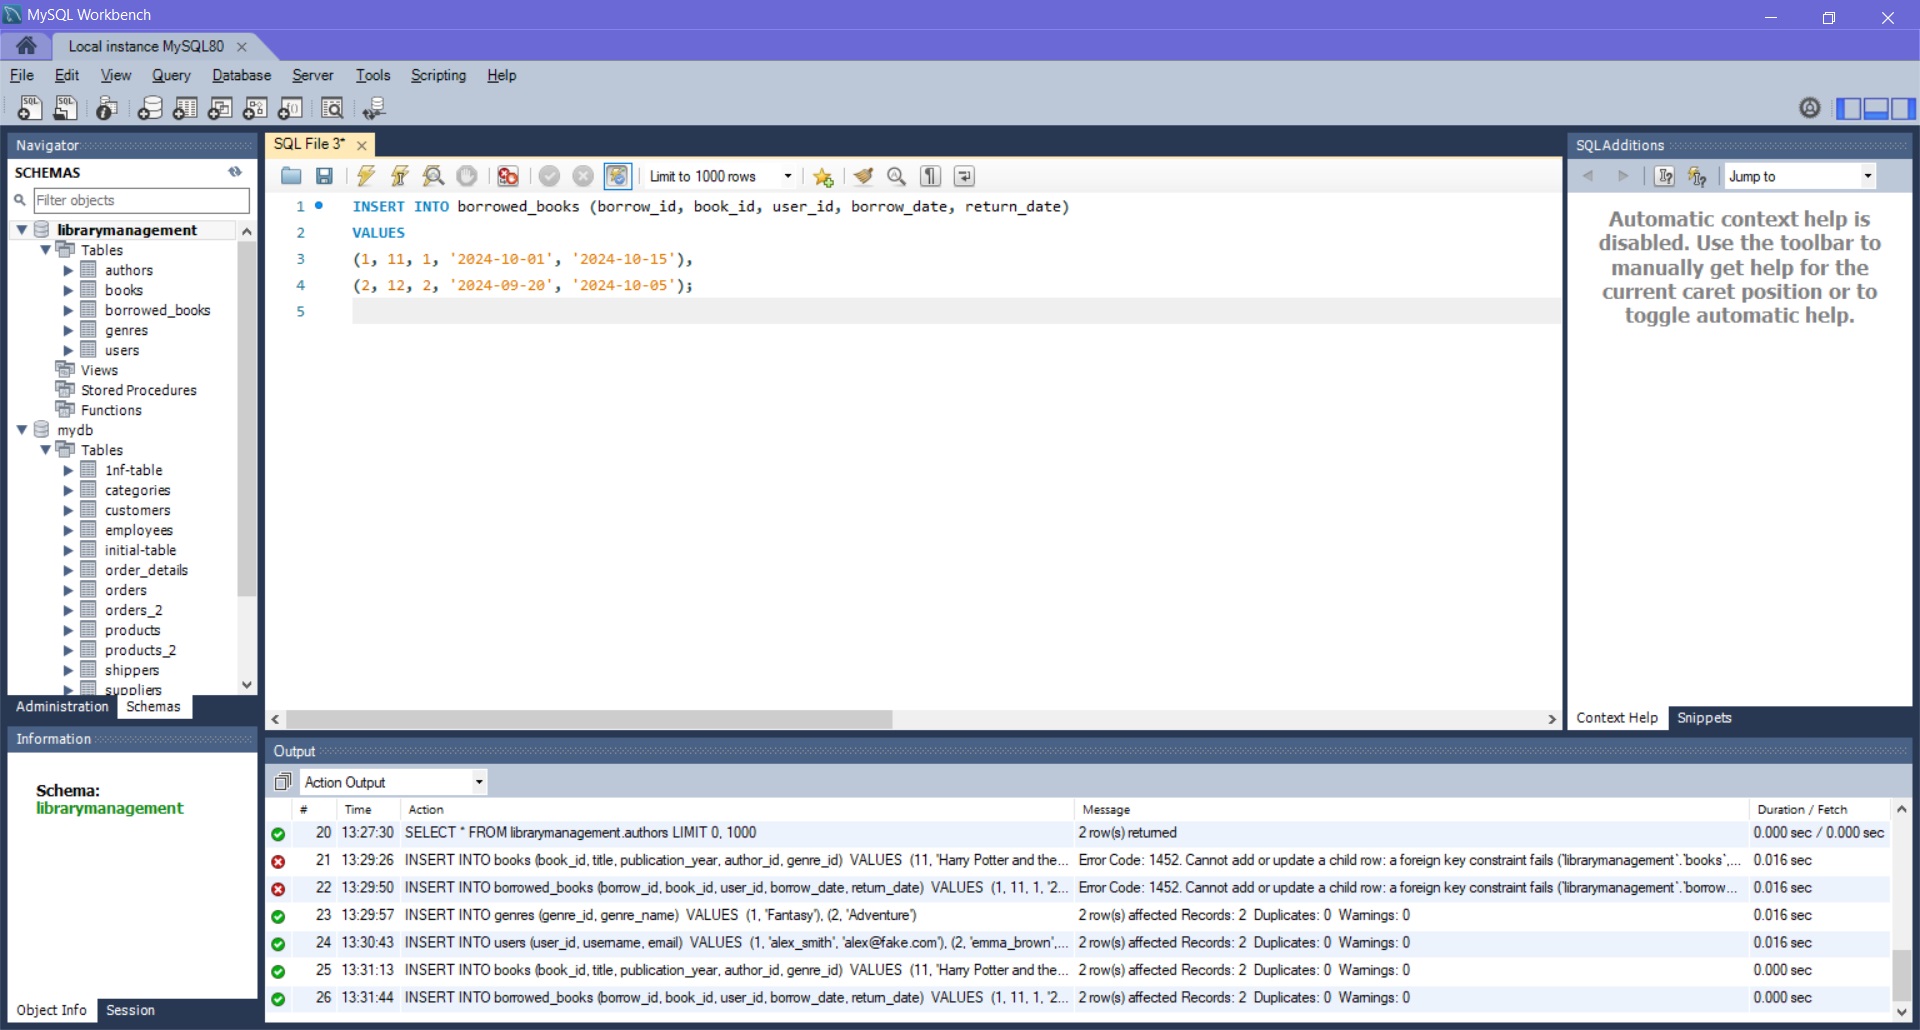 MySQL Workbench
Local instance MySQL80
File Edit View Query Database Server Tools Scripting Help
Navigator
SCHEMAS
Filter objects
librarymanagement
Tables
authors
books
borrowed_books
genres
users
Views
Stored Procedures
Functions
mydb
Tables
1nf-table
categories
customers
employees
initial-table
order_details
orders
orders_2
products
products_2
shippers
suppliers
Administration Schemas
Information
Schema:
librarymanagement
Object Info Session
SQL File 3*
Limit to 1000 rows
1 INSERT INTO borrowed_books (borrow_id, book_id, user_id, borrow_date, return_date)
2 VALUES
3 (1, 11, 1, '2024-10-01', '2024-10-15'),
4 (2, 12, 2, '2024-09-20', '2024-10-05');
5
SQLAdditions
Jump to
Automatic context help is
disabled. Use the toolbar to
manually get help for the
current caret position or to
toggle automatic help.
Context Help Snippets
Output
Action Output
# Time Action Message Duration / Fetch
20 13:27:30 SELECT * FROM librarymanagement.authors LIMIT 0, 1000 2 row(s) returned 0.000 sec / 0.000 sec
21 13:29:26 INSERT INTO books (book_id, title, publication_year, author_id, genre_id) VALUES (11, 'Harry Potter and the... Error Code: 1452. Cannot add or update a child row: a foreign key constraint fails (`librarymanagement`.`books`,... 0.016 sec
22 13:29:50 INSERT INTO borrowed_books (borrow_id, book_id, user_id, borrow_date, return_date) VALUES (1, 11, 1, '2... Error Code: 1452. Cannot add or update a child row: a foreign key constraint fails (`librarymanagement`.`borrow... 0.016 sec
23 13:29:57 INSERT INTO genres (genre_id, genre_name) VALUES (1, 'Fantasy'), (2, 'Adventure') 2 row(s) affected Records: 2 Duplicates: 0 Warnings: 0 0.016 sec
24 13:30:43 INSERT INTO users (user_id, username, email) VALUES (1, 'alex_smith', 'alex@fake.com'), (2, 'emma_brown',... 2 row(s) affected Records: 2 Duplicates: 0 Warnings: 0 0.016 sec
25 13:31:13 INSERT INTO books (book_id, title, publication_year, author_id, genre_id) VALUES (11, 'Harry Potter and the... 2 row(s) affected Records: 2 Duplicates: 0 Warnings: 0 0.000 sec
26 13:31:44 INSERT INTO borrowed_books (borrow_id, book_id, user_id, borrow_date, return_date) VALUES (1, 11, 1, '2... 2 row(s) affected Records: 2 Duplicates: 0 Warnings: 0 0.000 sec